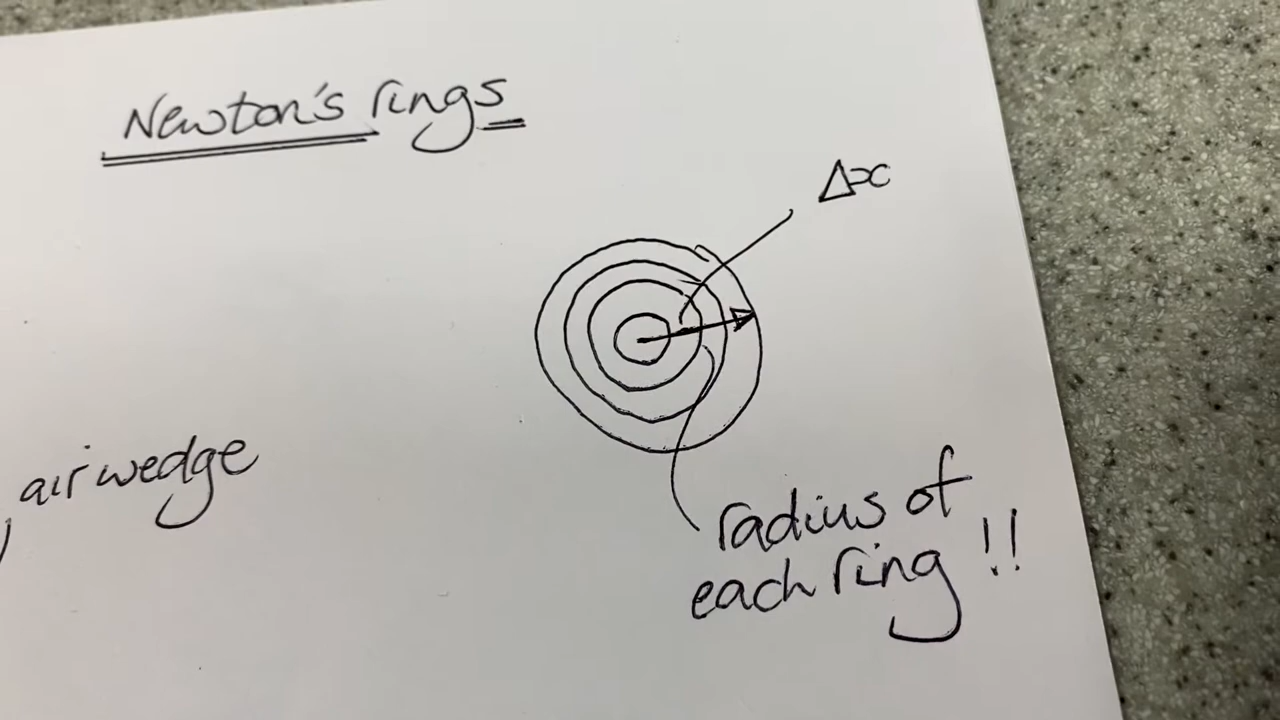 Newton's rings
Δx
air wedge
radius of
each ring !!